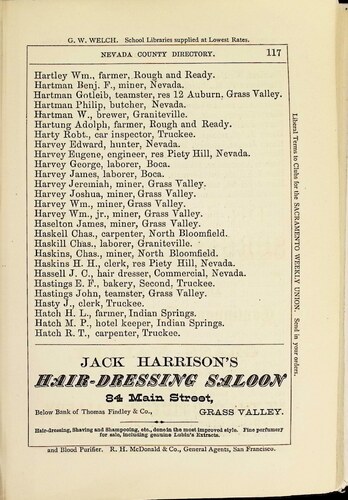 G. W. WELCH. School Libraries supplied at Lowest Rates.
NEVADA COUNTY DIRECTORY. 117
Hartley Wm., farmer, Rough and Ready.
Hartman Benj. F., miner, Nevada.
Hartman Gotleib, teamster, res 12 Auburn, Grass Valley.
Hartman Philip, butcher, Nevada.
Hartman W., brewer, Graniteville.
Hartung Adolph, farmer, Rough and Ready.
Harty Robt., car inspector, Truckee.
Harvey Edward, hunter, Nevada.
Harvey Eugene, engineer, res Piety Hill, Nevada.
Harvey George, laborer, Boca.
Harvey James, laborer, Boca.
Harvey Jeremiah, miner, Grass Valley.
Harvey Joshua, miner, Grass Valley.
Harvey Wm., miner, Grass Valley.
Harvey Wm., jr., miner, Grass Valley.
Haselton James, miner, Grass Valley.
Haskell Chas., carpenter, North Bloomfield.
Haskill Chas., laborer, Graniteville.
Haskins, Chas., miner, North Bloomfield.
Haskins H. H., clerk, res Piety Hill, Nevada.
Hassell J. C., hair dresser, Commercial, Nevada.
Hastings E. F., bakery, Second, Truckee.
Hastings John, teamster, Grass Valley.
Hasty J., clerk, Truckee.
Hatch H. L., farmer, Indian Springs.
Hatch M. P., hotel keeper, Indian Springs.
Hatch R. T., carpenter, Truckee.
JACK HARRISON'S
HAIR-DRESSING SALOON
84 Main Street,
Below Bank of Thomas Findley & Co., GRASS VALLEY.
Hair-dressing, Shaving and Shampooing, etc., done in the most improved style. Fine perfumery
for sale, including genuine Lubin's Extracts.
and Blood Purifier. R. H. McDonald & Co., General Agents, San Francisco.
Liberal Terms to Clubs for the SACRAMENTO WEEKLY UNION. Send in your orders.